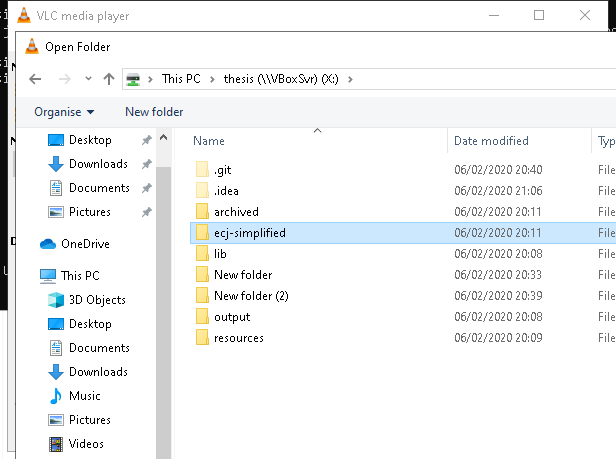 VLC media player
Open Folder
This PC > thesis (\\VBoxSvr) (X:) >
Organise New folder
Name Date modified Typ
Desktop
Downloads
Documents
Pictures
OneDrive
This PC
3D Objects
Desktop
Documents
Downloads
Music
Pictures
Videos
.git 06/02/2020 20:40 File
.idea 06/02/2020 21:06 File
archived 06/02/2020 20:11 File
ecj-simplified 06/02/2020 20:11 File
lib 06/02/2020 20:08 File
New folder 06/02/2020 20:33 File
New folder (2) 06/02/2020 20:39 File
output 06/02/2020 20:08 File
resources 06/02/2020 20:09 File